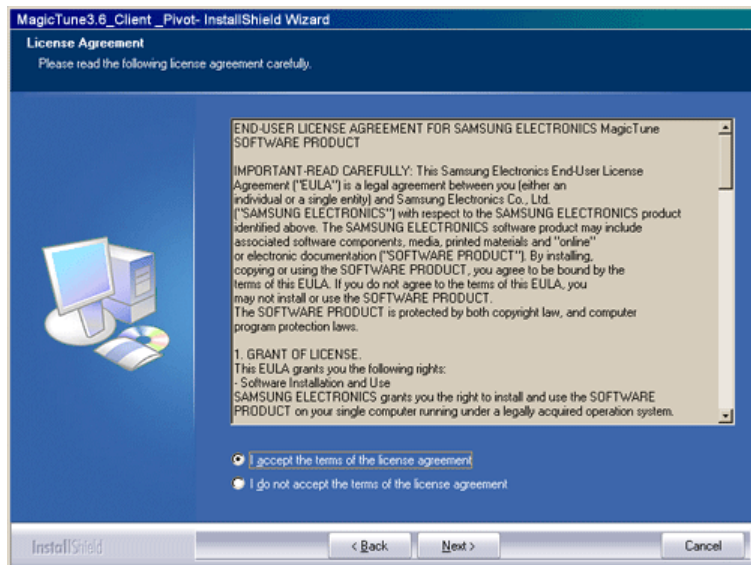 MagicTune3.6_Client _Pivot- InstallShield Wizard
License Agreement
Please read the following license agreement carefully.
END-USER LICENSE AGREEMENT FOR SAMSUNG ELECTRONICS MagicTune
SOFTWARE PRODUCT
IMPORTANT-READ CAREFULLY: This Samsung Electronics End-User License
Agreement ("EULA") is a legal agreement between you (either an
individual or a single entity) and Samsung Electronics Co., Ltd.
("SAMSUNG ELECTRONICS") with respect to the SAMSUNG ELECTRONICS product
identified above. The SAMSUNG ELECTRONICS software product may include
associated software components, media, printed materials and "online"
or electronic documentation ("SOFTWARE PRODUCT"). By installing,
copying or using the SOFTWARE PRODUCT, you agree to be bound by the
terms of this EULA. If you do not agree to the terms of this EULA, you
may not install or use the SOFTWARE PRODUCT.
The SOFTWARE PRODUCT is protected by both copyright law, and computer
program protection laws.
1. GRANT OF LICENSE.
This EULA grants you the following rights:
- Software Installation and Use
SAMSUNG ELECTRONICS grants you the right to install and use the SOFTWARE
PRODUCT on your single computer running under a legally acquired operation system.
I accept the terms of the license agreement
I do not accept the terms of the license agreement
InstallShield
< Back
Next >
Cancel